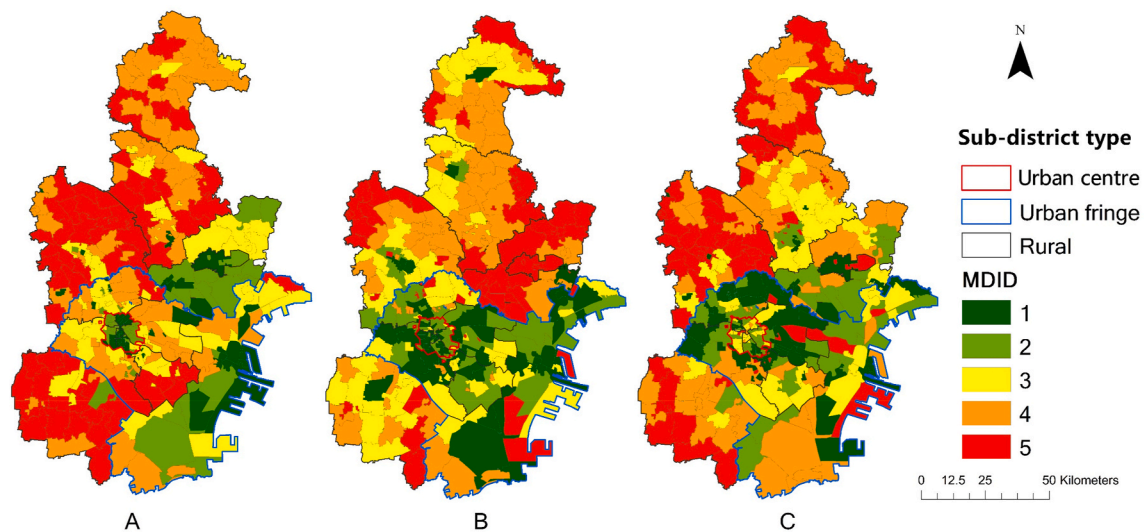 N
Sub-district type
Urban centre
Urban fringe
Rural
MDID
1
2
3
4
5
0 12.5 25 50 Kilometers
A B C